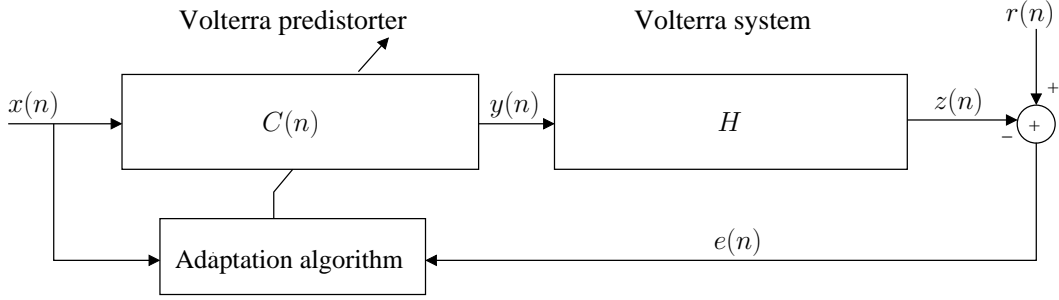 Volterra predistorter
Volterra system
r(n)
x(n)
C(n)
y(n)
H
z(n)
+
+
−
Adaptation algorithm
e(n)